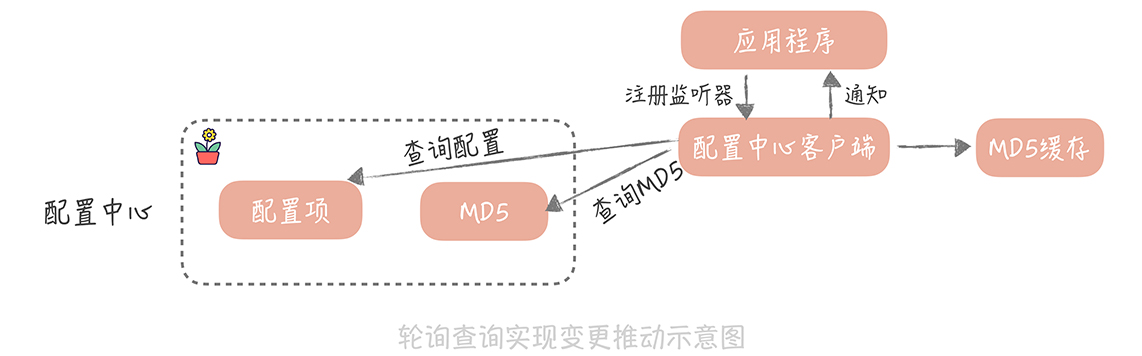 应用程序
注册监听器
通知
配置中心客户端
MD5缓存
查询配置
查询MD5
配置中心
配置项
MD5
轮询查询实现变更推动示意图